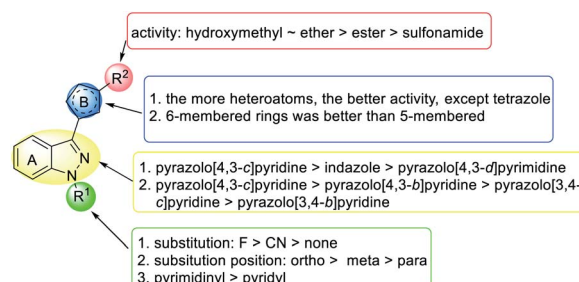 activity: hydroxymethyl ~ ether > ester > sulfonamide
R2
B
1. the more heteroatoms, the better activity, except tetrazole
2. 6-membered rings was better than 5-membered
A
N
N
R1
1. pyrazolo[4,3-c]pyridine > indazole > pyrazolo[4,3-d]pyrimidine
2. pyrazolo[4,3-c]pyridine > pyrazolo[4,3-b]pyridine > pyrazolo[3,4-
c]pyridine > pyrazolo[3,4-b]pyridine
1. substitution: F > CN > none
2. subsitution position: ortho > meta > para
3. pyrimidinyl > pyridyl